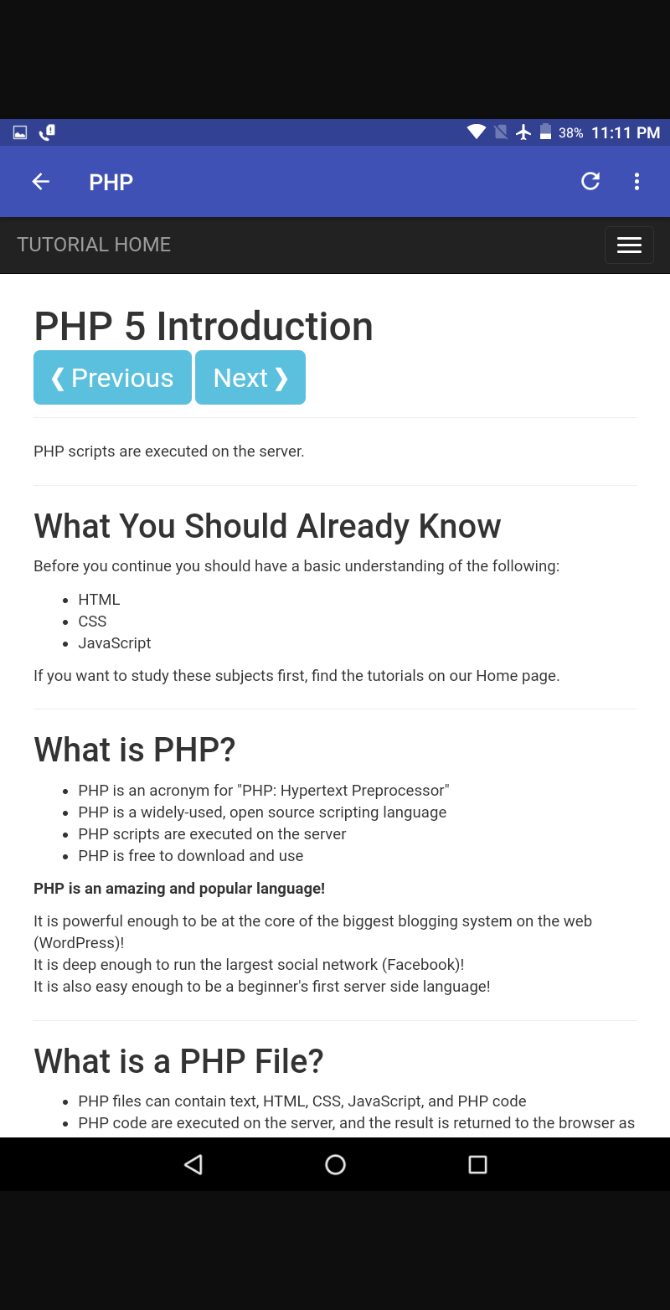 38% 11:11 PM
PHP
TUTORIAL HOME
PHP 5 Introduction
❮ Previous Next ❯
PHP scripts are executed on the server.
What You Should Already Know
Before you continue you should have a basic understanding of the following:
• HTML
• CSS
• JavaScript
If you want to study these subjects first, find the tutorials on our Home page.
What is PHP?
• PHP is an acronym for "PHP: Hypertext Preprocessor"
• PHP is a widely-used, open source scripting language
• PHP scripts are executed on the server
• PHP is free to download and use
PHP is an amazing and popular language!
It is powerful enough to be at the core of the biggest blogging system on the web
(WordPress)!
It is deep enough to run the largest social network (Facebook)!
It is also easy enough to be a beginner's first server side language!
What is a PHP File?
• PHP files can contain text, HTML, CSS, JavaScript, and PHP code
• PHP code are executed on the server, and the result is returned to the browser as